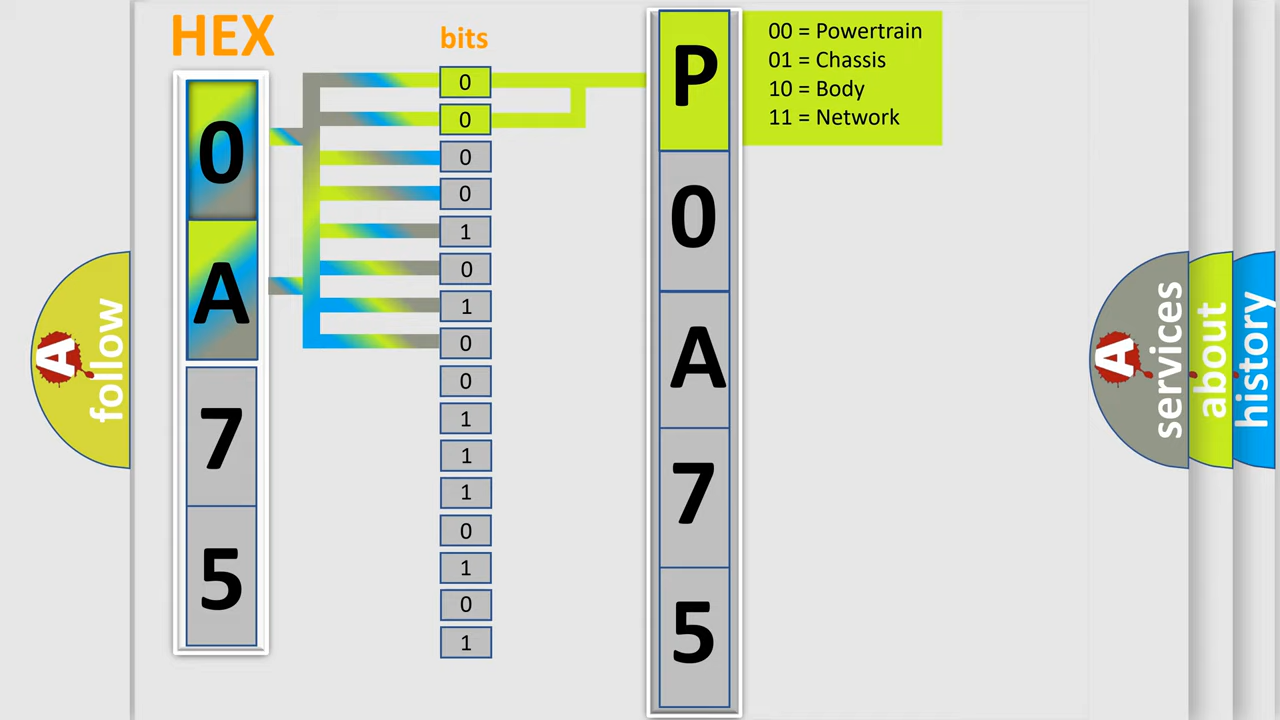 HEX
bits
0
A
7
5
0
0
0
0
1
0
1
0
0
1
1
1
0
1
0
1
P
0
A
7
5
00 = Powertrain
01 = Chassis
10 = Body
11 = Network
A
follow
A
services
about
history